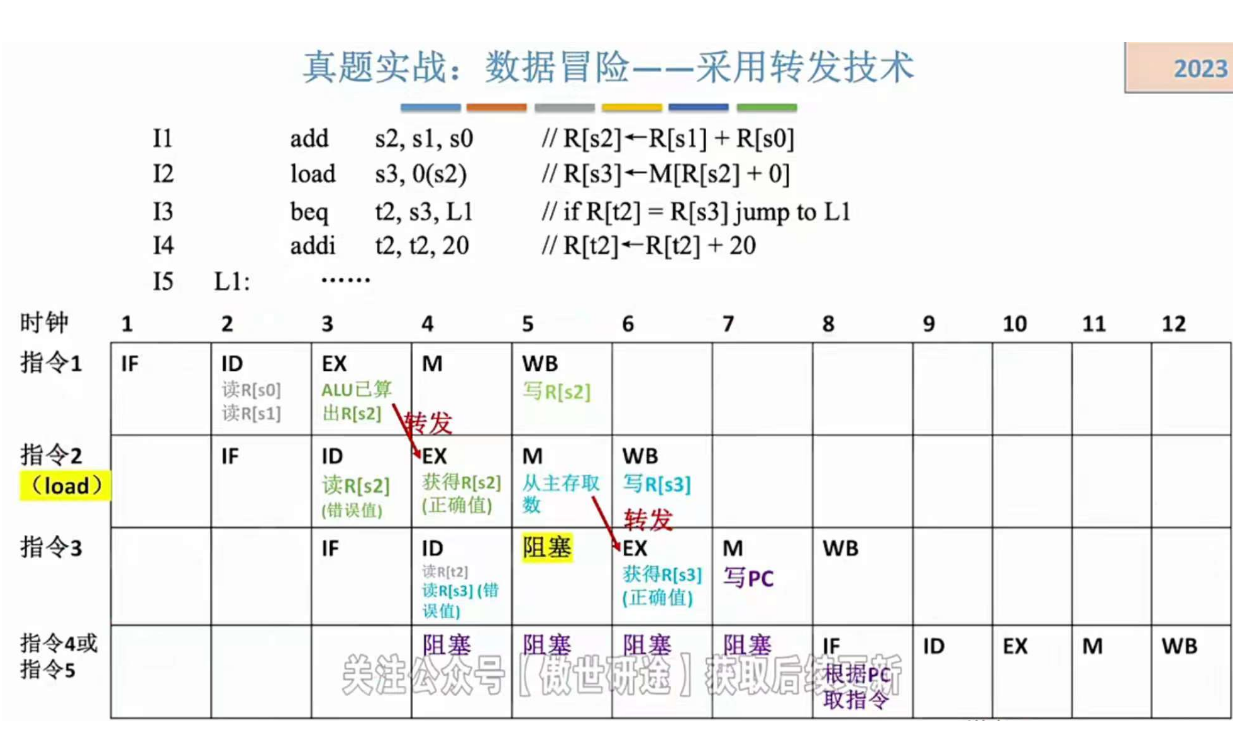 真题实战：数据冒险——采用转发技术
2023
I1 add s2, s1, s0 // R[s2]←R[s1] + R[s0]
I2 load s3, 0(s2) // R[s3]←M[R[s2] + 0]
I3 beq t2, s3, L1 // if R[t2] = R[s3] jump to L1
I4 addi t2, t2, 20 // R[t2]←R[t2] + 20
I5 L1: ……
时钟 1 2 3 4 5 6 7 8 9 10 11 12
指令1 IF ID EX M WB
读R[s0] ALU已算 写R[s2]
读R[s1] 出R[s2]
转发
指令2 IF ID EX M WB
（load） 读R[s2] 获得R[s2] 从主存取 写R[s3]
(错误值) (正确值) 数
转发
指令3 IF ID 阻塞 EX M WB
读R[t2] 获得R[s3] 写PC
读R[s3] (错 (正确值)
误值)
指令4或 阻塞 阻塞 阻塞 阻塞 IF ID EX M WB
指令5 根据PC
取指令
关注公众号【傲世研途】获取后续更新